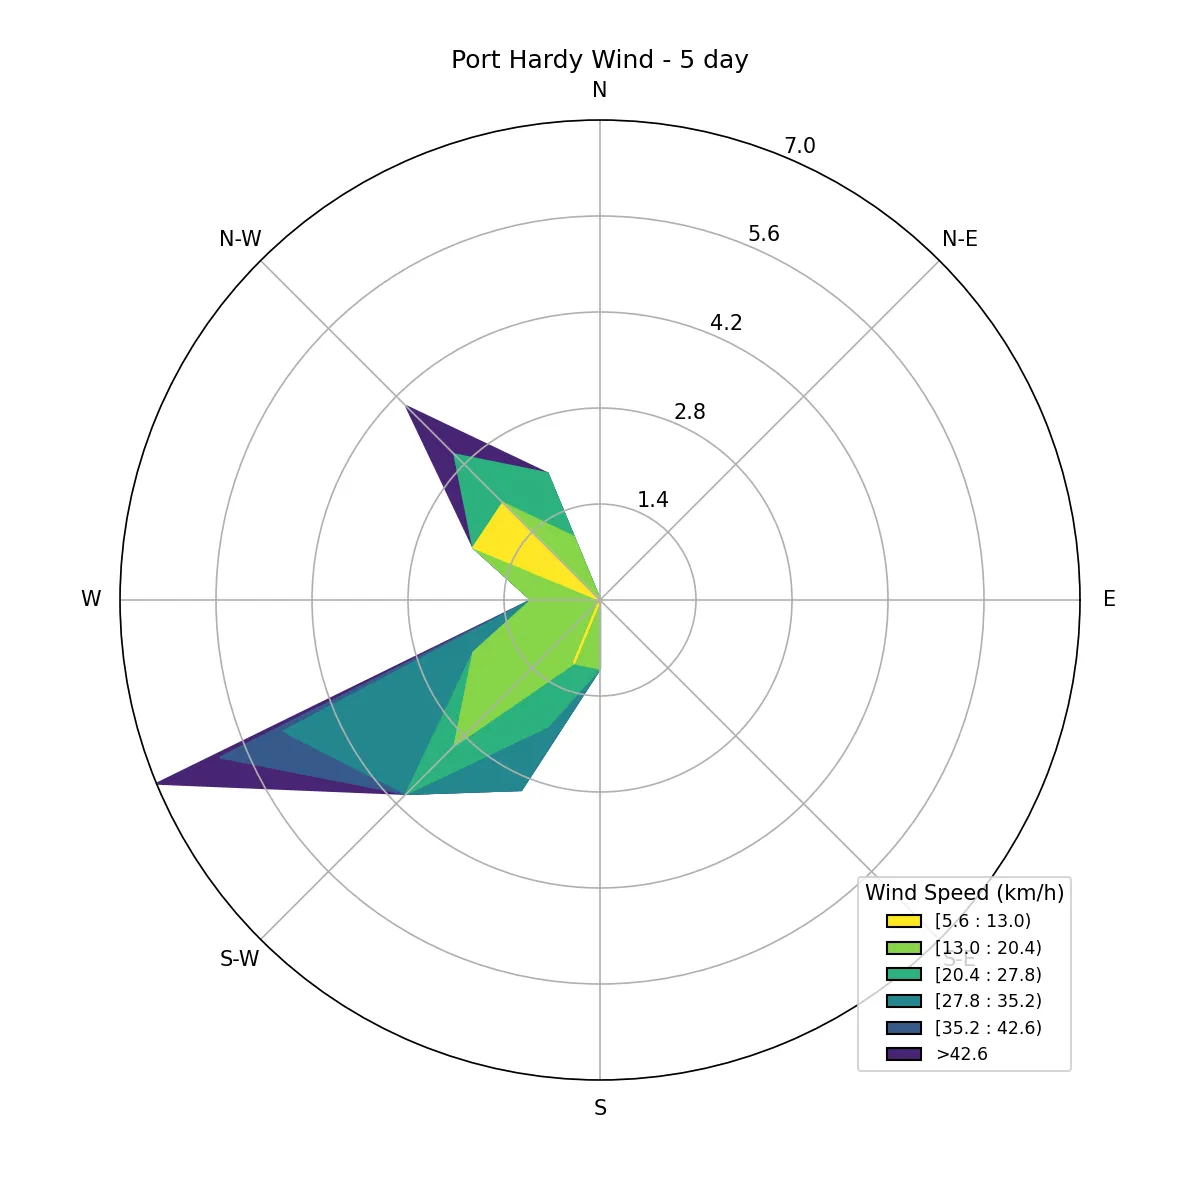 Port Hardy Wind - 5 day
N
7.0
N-W
N-E
5.6
4.2
2.8
1.4
W
E
S-W
S-E
S
Wind Speed (km/h)
[5.6 : 13.0)
[13.0 : 20.4)
[20.4 : 27.8)
[27.8 : 35.2)
[35.2 : 42.6)
>42.6